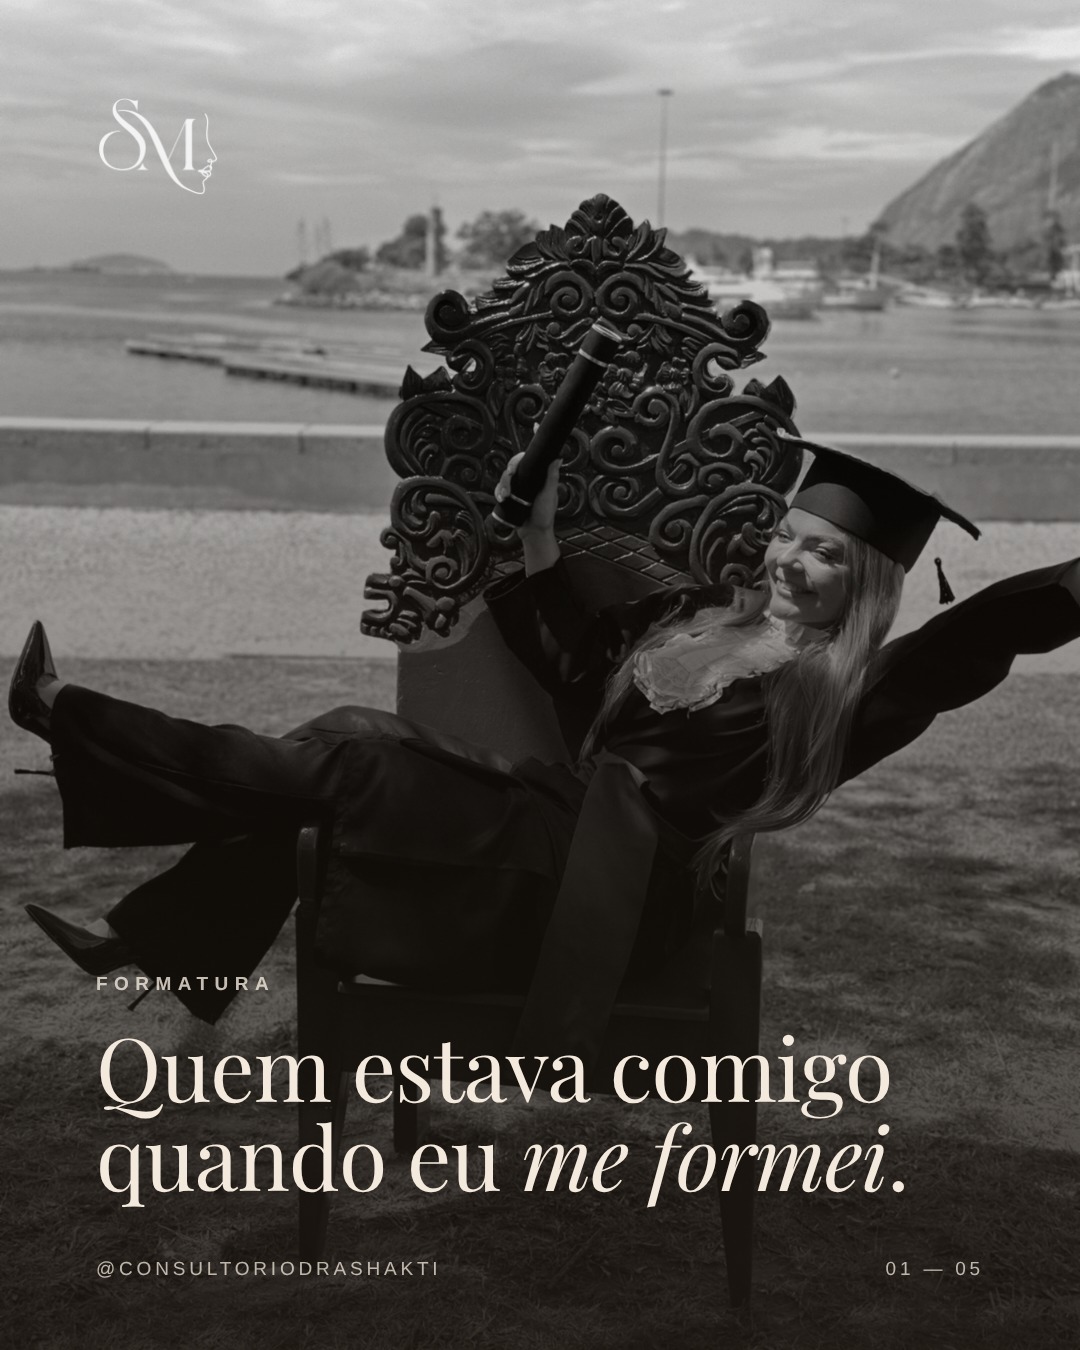 SM
FORMATURA
Quem estava comigo
quando eu me formei.
@CONSULTORIODRASHAKTI
01 — 05